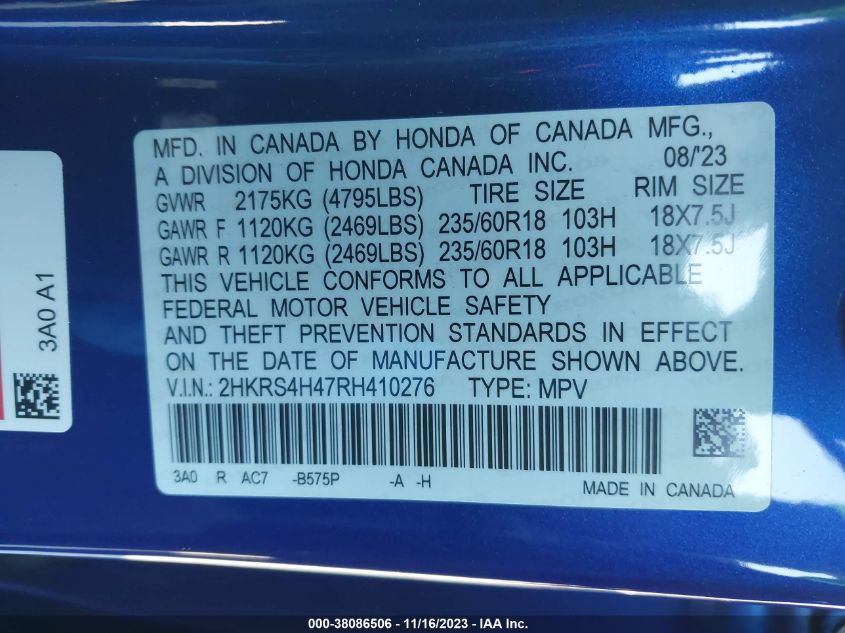 MFD. IN CANADA BY HONDA OF CANADA MFG.,
A DIVISION OF HONDA CANADA INC. 08/'23
GVWR 2175KG (4795LBS) TIRE SIZE RIM SIZE
GAWR F 1120KG (2469LBS) 235/60R18 103H 18X7.5J
GAWR R 1120KG (2469LBS) 235/60R18 103H 18X7.5J
THIS VEHICLE CONFORMS TO ALL APPLICABLE
FEDERAL MOTOR VEHICLE SAFETY
AND THEFT PREVENTION STANDARDS IN EFFECT
ON THE DATE OF MANUFACTURE SHOWN ABOVE.
V.I.N.: 2HKRS4H47RH410276 TYPE: MPV
3A0 R AC7 -B575P -A -H
MADE IN CANADA
3A0 A1
000-38086506 - 11/16/2023 - IAA Inc.